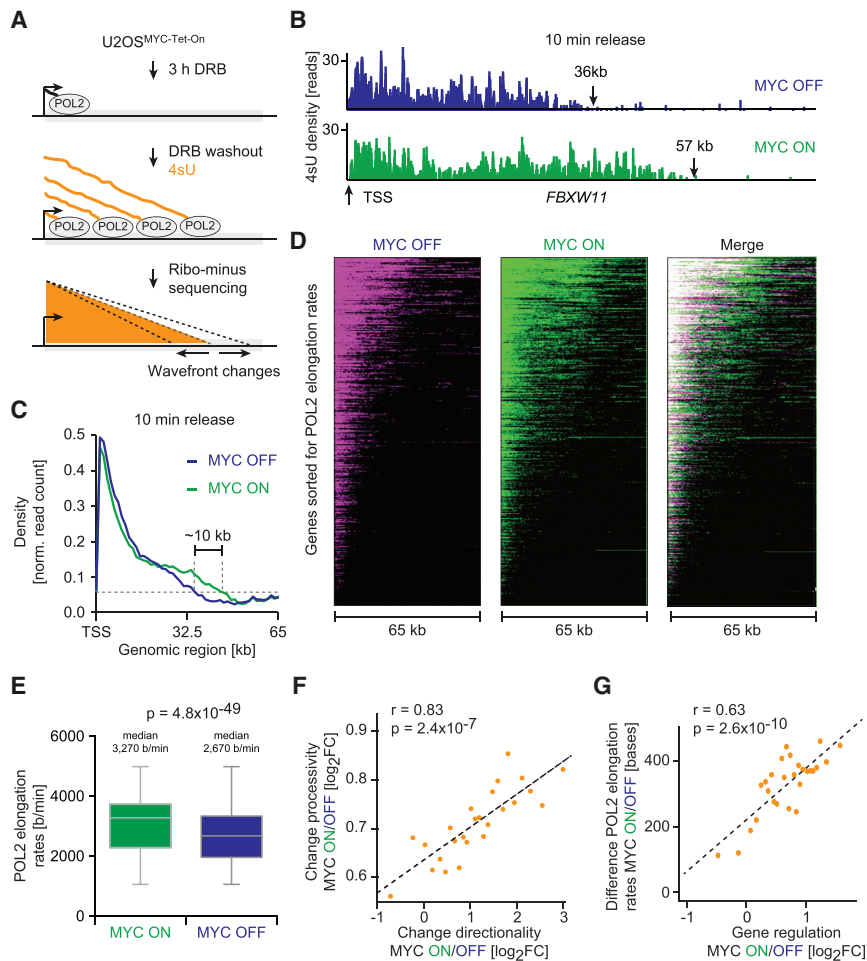 A
U2OS^MYC-Tet-On
3 h DRB
POL2
DRB washout
4sU
POL2 POL2 POL2 POL2
Ribo-minus
sequencing
Wavefront changes
B
10 min release
4sU density [reads]
30
36kb
MYC OFF
30
57 kb
MYC ON
TSS
FBXW11
C
10 min release
Density
[norm. read count]
0.5
0.4
0.3
0.2
0.1
0.0
MYC OFF
MYC ON
~10 kb
TSS 32.5 65
Genomic region [kb]
D
MYC OFF MYC ON Merge
Genes sorted for POL2 elongation rates
65 kb 65 kb 65 kb
E
p = 4.8x10^-49
POL2 elongation
rates [b/min]
6000
4000
2000
0
median
3,270 b/min
median
2,670 b/min
MYC ON MYC OFF
F
r = 0.83
p = 2.4x10^-7
Change processivity
MYC ON/OFF [log₂FC]
0.9
0.8
0.7
0.6
-1 0 1 2 3
Change directionality
MYC ON/OFF [log₂FC]
G
r = 0.63
p = 2.6x10^-10
Difference POL2 elongation
rates MYC ON/OFF [bases]
400
200
0
-1 0 1
Gene regulation
MYC ON/OFF [log₂FC]